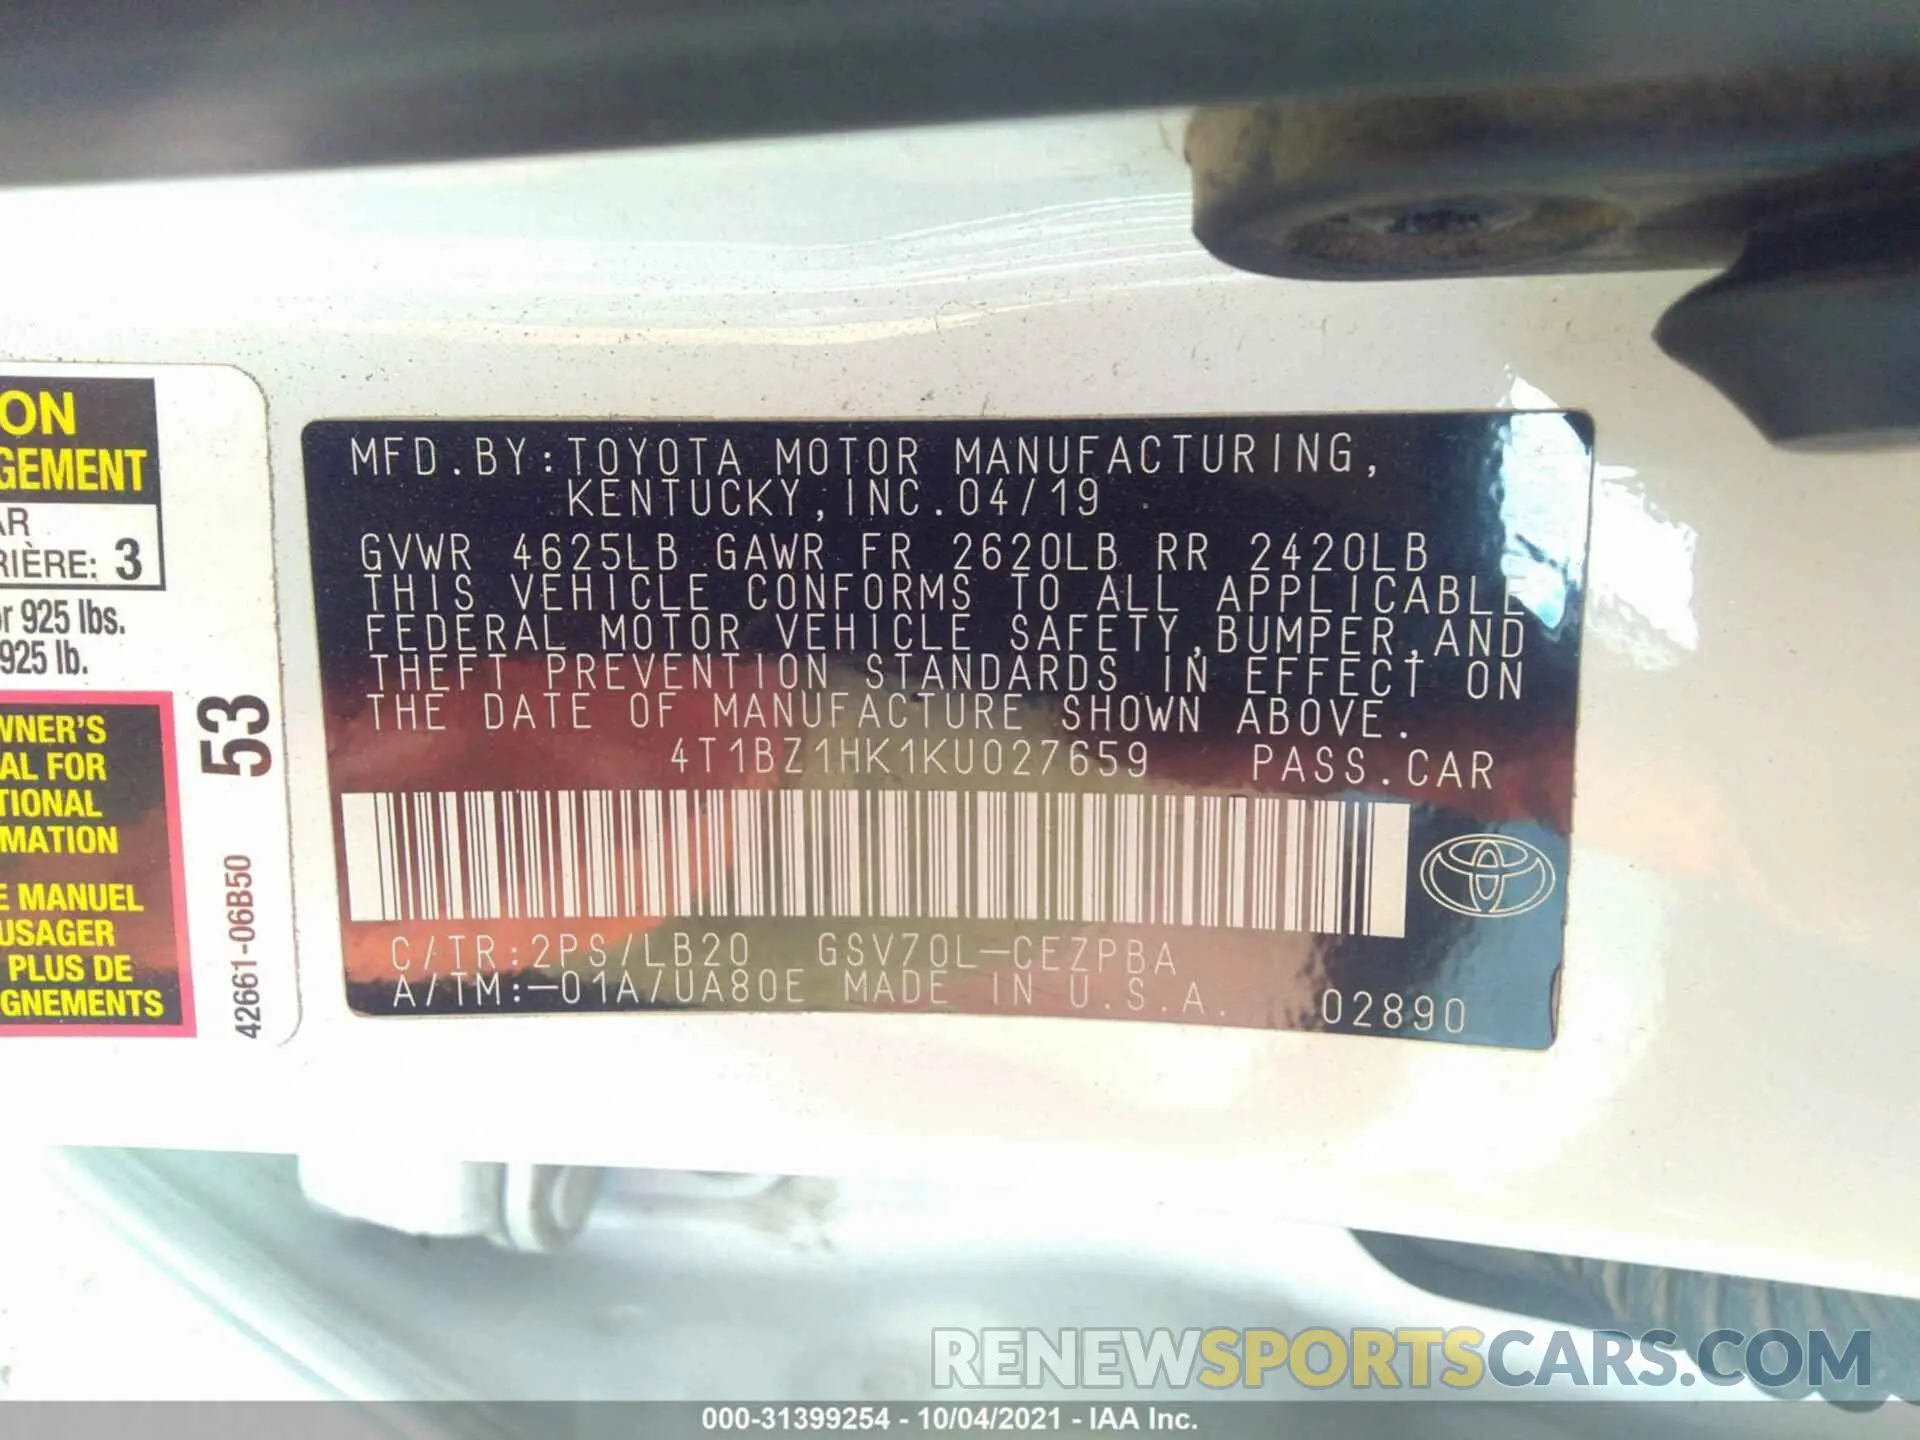 ON
GEMENT
AR
RIÈRE: 3
r 925 lbs.
925 lb.
WNER'S
AL FOR
TIONAL
MATION
E MANUEL
USAGER
PLUS DE
GNEMENTS
53
42661-06B50
MFD.BY:TOYOTA MOTOR MANUFACTURING,
KENTUCKY,INC.04/19
GVWR 4625LB GAWR FR 2620LB RR 2420LB
THIS VEHICLE CONFORMS TO ALL APPLICABLE
FEDERAL MOTOR VEHICLE SAFETY,BUMPER,AND
THEFT PREVENTION STANDARDS IN EFFECT ON
THE DATE OF MANUFACTURE SHOWN ABOVE.
4T1BZ1HK1KU027659 PASS.CAR
C/TR:2PS/LB20 GSV70L-CEZPBA
A/TM:-01A/UA80E MADE IN U.S.A. 02890
RENEWSPORTSCARS.COM
000-31399254 - 10/04/2021 - IAA Inc.